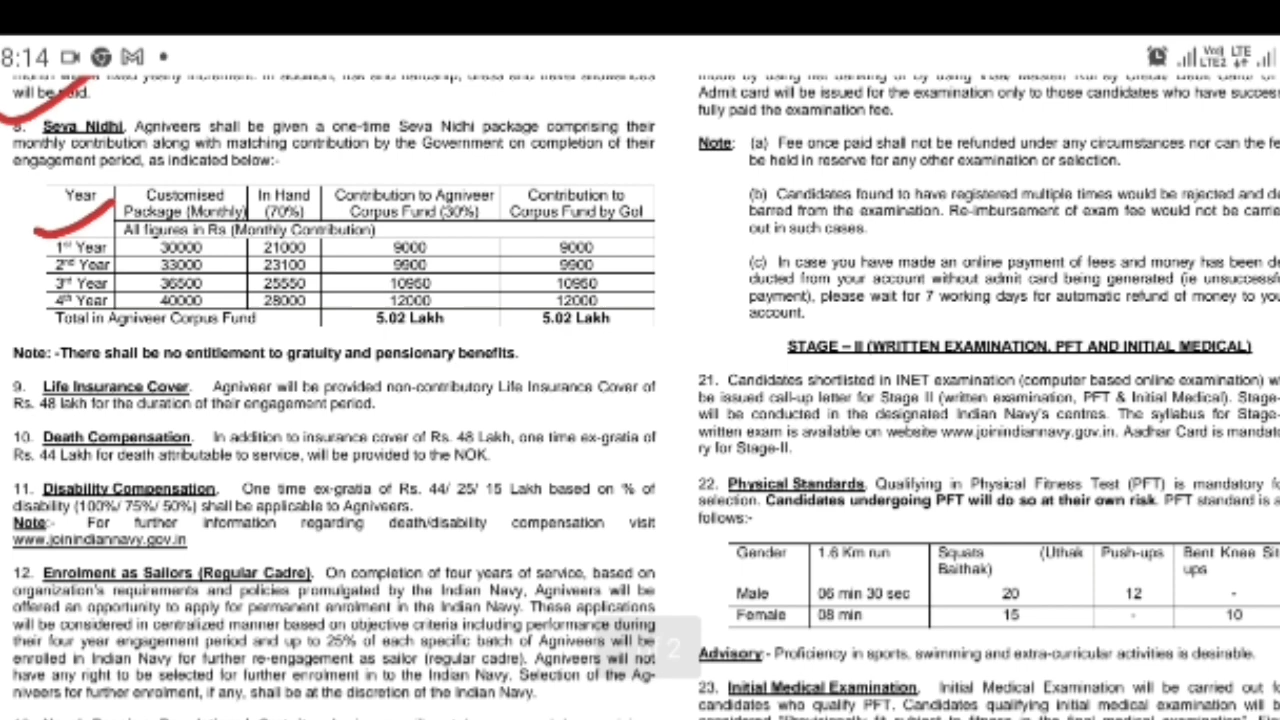 8:14
VoJ LTE
LTE2
will be paid.
8. Seva Nidhi. Agniveers shall be given a one-time Seva Nidhi package comprising their
monthly contribution along with matching contribution by the Government on completion of their
engagement period, as indicated below:-
Year Customised In Hand Contribution to Agniveer Contribution to
Package (Monthly) (70%) Corpus Fund (30%) Corpus Fund by GoI
All figures in Rs (Monthly Contribution)
1st Year 30000 21000 9000 9000
2nd Year 33000 23100 9900 9900
3rd Year 36500 25550 10950 10950
4th Year 40000 28000 12000 12000
Total in Agniveer Corpus Fund 5.02 Lakh 5.02 Lakh
Note: -There shall be no entitlement to gratuity and pensionary benefits.
9. Life Insurance Cover. Agniveer will be provided non-contributory Life Insurance Cover of
Rs. 48 lakh for the duration of their engagement period.
10. Death Compensation. In addition to insurance cover of Rs. 48 Lakh, one time ex-gratia of
Rs. 44 Lakh for death attributable to service, will be provided to the NOK.
11. Disability Compensation. One time ex-gratia of Rs. 44/ 25/ 15 Lakh based on % of
disability (100%/ 75%/ 50%) shall be applicable to Agniveers.
Note:- For further information regarding death/disability compensation visit
www.joinindiannavy.gov.in
12. Enrolment as Sailors (Regular Cadre). On completion of four years of service, based on
organization's requirements and policies promulgated by the Indian Navy, Agniveers will be
offered an opportunity to apply for permanent enrolment in the Indian Navy. These applications
will be considered in centralized manner based on objective criteria including performance during
their four year engagement period and up to 25% of each specific batch of Agniveers will be
enrolled in Indian Navy for further re-engagement as sailor (regular cadre). Agniveers will not
have any right to be selected for further enrolment in to the Indian Navy. Selection of the Ag-
niveers for further enrolment, if any, shall be at the discretion of the Indian Navy.
Admit card will be issued for the examination only to those candidates who have success
fully paid the examination fee.
Note: (a) Fee once paid shall not be refunded under any circumstances nor can the fe
be held in reserve for any other examination or selection.
(b) Candidates found to have registered multiple times would be rejected and de
barred from the examination. Re-imbursement of exam fee would not be carrie
out in such cases.
(c) In case you have made an online payment of fees and money has been de
ducted from your account without admit card being generated (ie unsuccessf
payment), please wait for 7 working days for automatic refund of money to you
account.
STAGE – II (WRITTEN EXAMINATION, PFT AND INITIAL MEDICAL)
21. Candidates shortlisted in INET examination (computer based online examination) wi
be issued call-up letter for Stage II (written examination, PFT & Initial Medical). Stage-
will be conducted in the designated Indian Navy's centres. The syllabus for Stage-
written exam is available on website www.joinindiannavy.gov.in. Aadhar Card is mandato
ry for Stage-II.
22. Physical Standards. Qualifying in Physical Fitness Test (PFT) is mandatory fo
selection. Candidates undergoing PFT will do so at their own risk. PFT standard is a
follows:-
Gender 1.6 Km run Squats (Uthak Push-ups Bent Knee Sit
Baithak) ups
Male 06 min 30 sec 20 12 -
Female 08 min 15 - 10
Advisory:- Proficiency in sports, swimming and extra-curricular activities is desirable.
23. Initial Medical Examination. Initial Medical Examination will be carried out fo
candidates who qualify PFT. Candidates qualifying initial medical examination will b